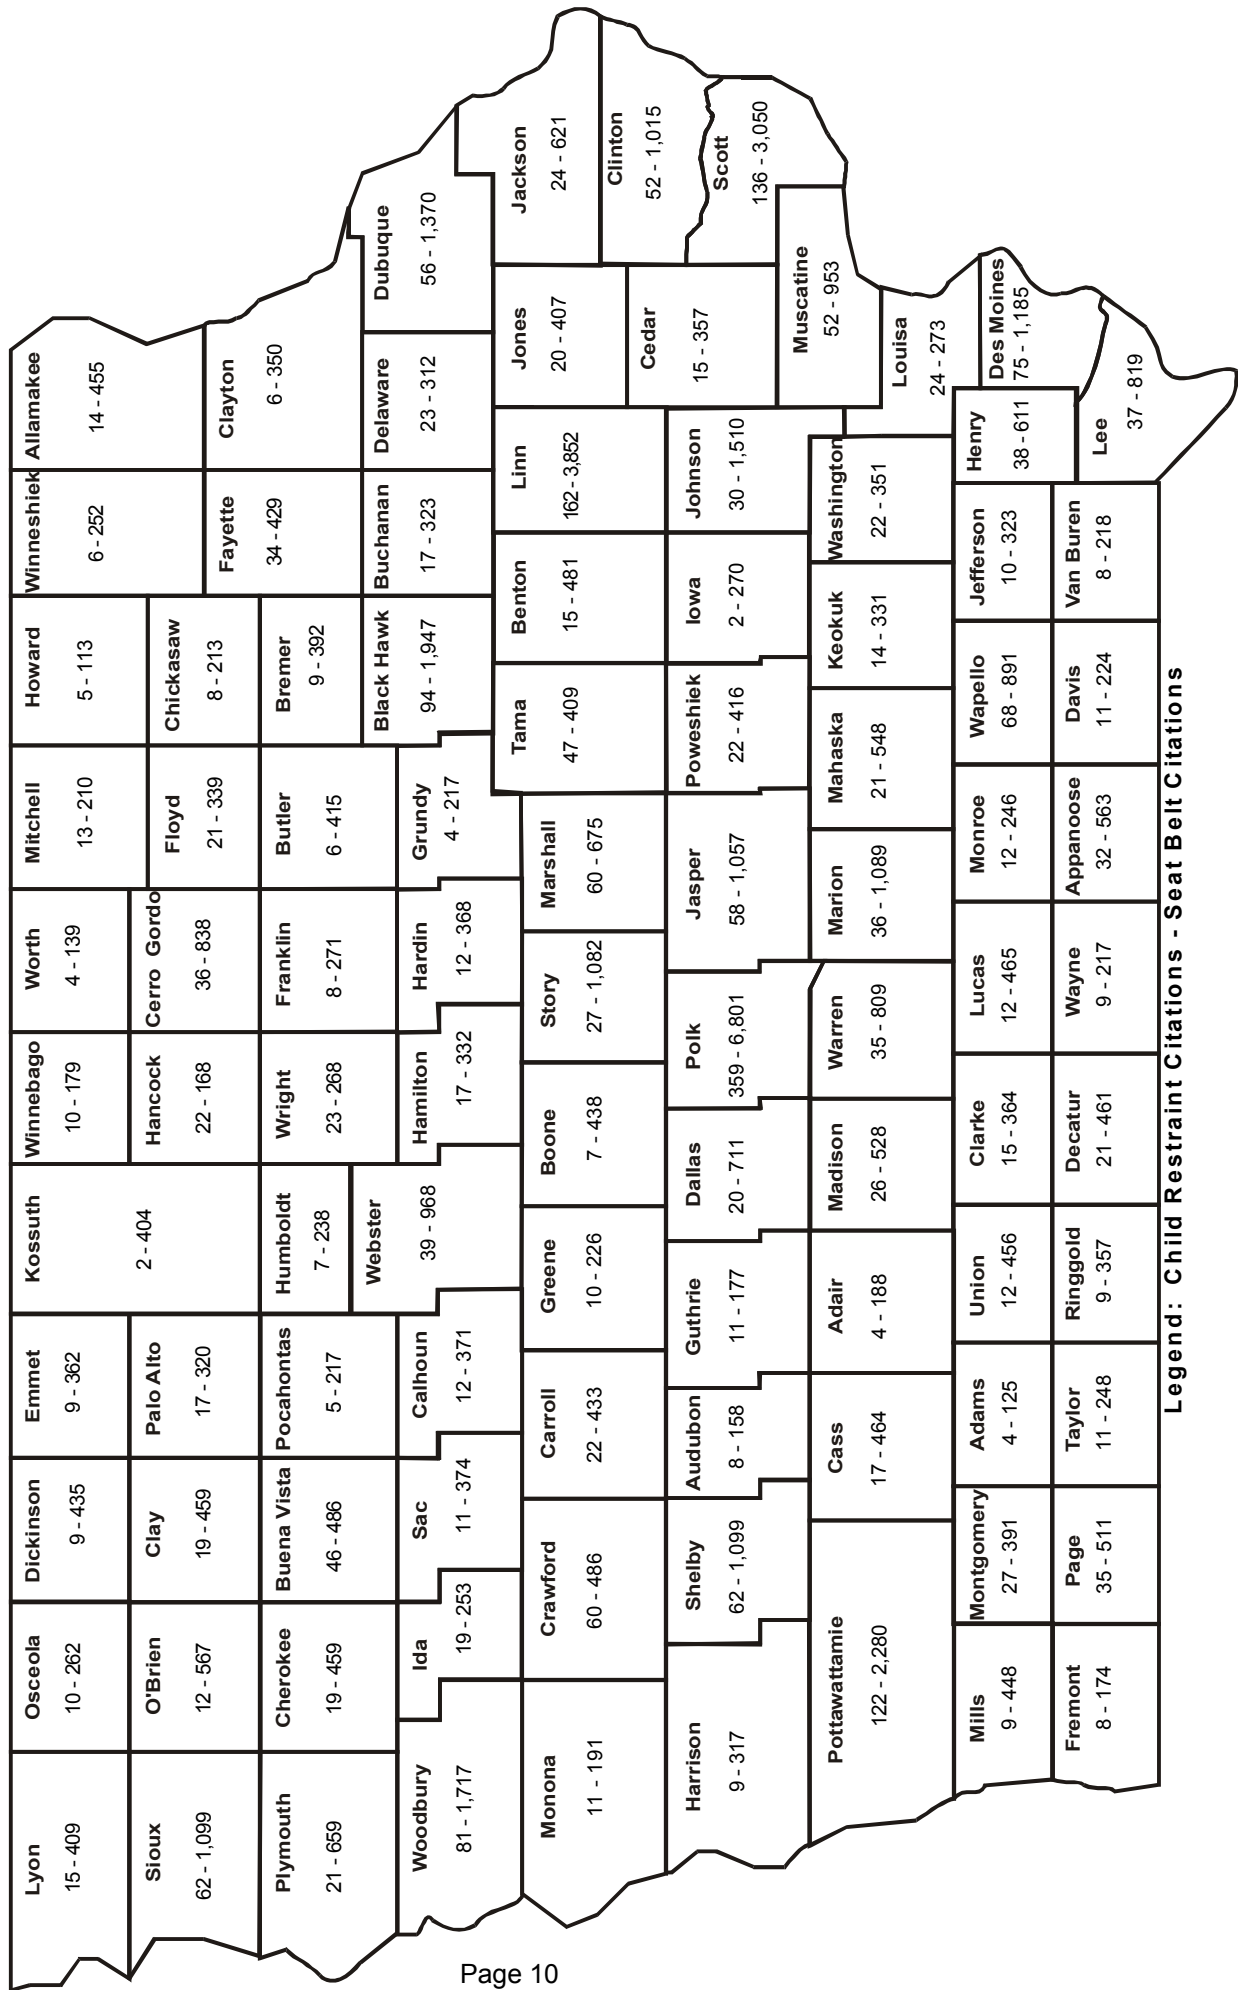 Lyon
15 - 409
Osceola
10 - 262
Dickinson
9 - 435
Emmet
9 - 362
Kossuth
2 - 404
Winnebago
10 - 179
Worth
4 - 139
Mitchell
13 - 210
Howard
5 - 113
Winneshiek
6 - 252
Allamakee
14 - 455
Sioux
62 - 1,099
O'Brien
12 - 567
Clay
19 - 459
Palo Alto
17 - 320
Hancock
22 - 168
Cerro Gordo
36 - 838
Floyd
21 - 339
Chickasaw
8 - 213
Fayette
34 - 429
Clayton
6 - 350
Plymouth
21 - 659
Cherokee
19 - 459
Buena Vista
46 - 486
Pocahontas
5 - 217
Humboldt
7 - 238
Wright
23 - 268
Franklin
8 - 271
Butler
6 - 415
Bremer
9 - 392
Woodbury
81 - 1,717
Ida
19 - 253
Sac
11 - 374
Calhoun
12 - 371
Webster
39 - 968
Hamilton
17 - 332
Hardin
12 - 368
Grundy
4 - 217
Black Hawk
94 - 1,947
Buchanan
17 - 323
Delaware
23 - 312
Dubuque
56 - 1,370
Monona
11 - 191
Crawford
60 - 486
Carroll
22 - 433
Greene
10 - 226
Boone
7 - 438
Story
27 - 1,082
Marshall
60 - 675
Tama
47 - 409
Benton
15 - 481
Linn
162 - 3,852
Jones
20 - 407
Jackson
24 - 621
Clinton
52 - 1,015
Cedar
15 - 357
Scott
136 - 3,050
Harrison
9 - 317
Shelby
62 - 1,099
Audubon
8 - 158
Guthrie
11 - 177
Dallas
20 - 711
Polk
359 - 6,801
Jasper
58 - 1,057
Poweshiek
22 - 416
Iowa
2 - 270
Johnson
30 - 1,510
Muscatine
52 - 953
Pottawattamie
122 - 2,280
Cass
17 - 464
Adair
4 - 188
Madison
26 - 528
Warren
35 - 809
Marion
36 - 1,089
Mahaska
21 - 548
Keokuk
14 - 331
Washington
22 - 351
Louisa
24 - 273
Mills
9 - 448
Montgomery
27 - 391
Adams
4 - 125
Union
12 - 456
Clarke
15 - 364
Lucas
12 - 465
Monroe
12 - 246
Wapello
68 - 891
Jefferson
10 - 323
Henry
38 - 611
Des Moines
75 - 1,185
Fremont
8 - 174
Page
35 - 511
Taylor
11 - 248
Ringgold
9 - 357
Decatur
21 - 461
Wayne
9 - 217
Appanoose
32 - 563
Davis
11 - 224
Van Buren
8 - 218
Lee
37 - 819
Legend: Child Restraint Citations - Seat Belt Citations
Page 10